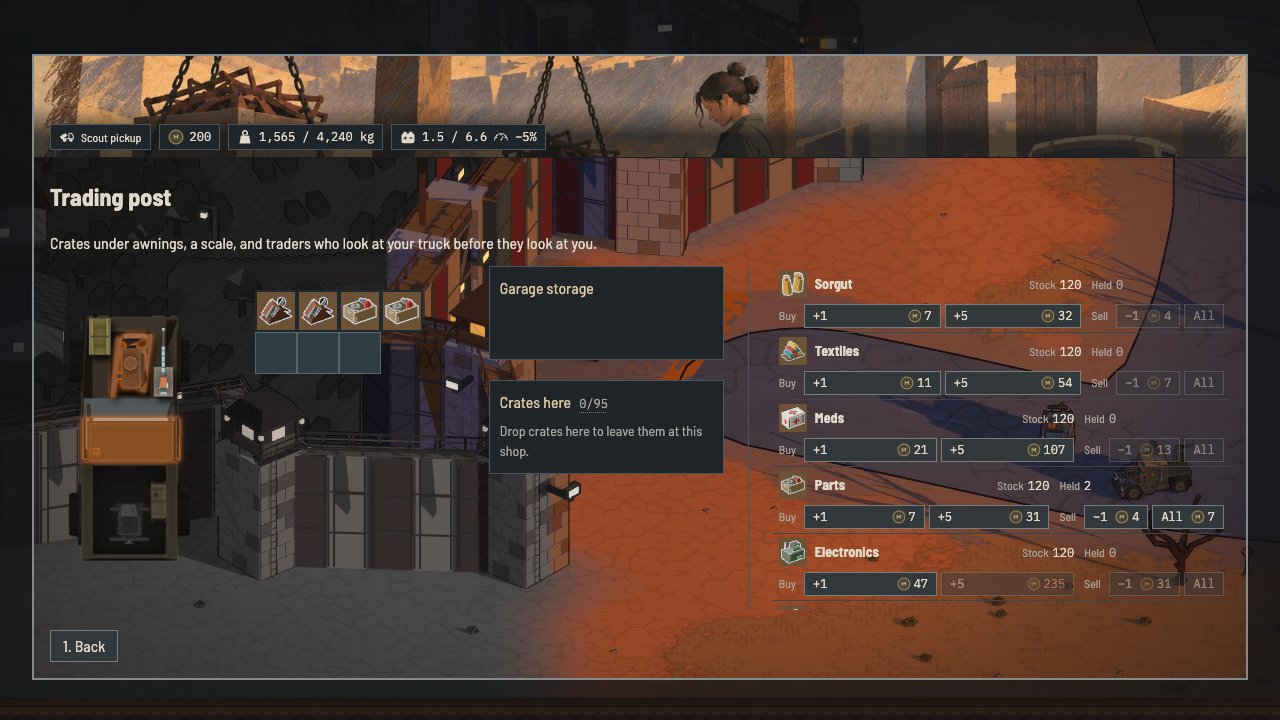 Scout pickup
200
1,565 / 4,240 kg
1.5 / 6.6 -5%
Trading post
Crates under awnings, a scale, and traders who look at your truck before they look at you.
Garage storage
Crates here 0/95
Drop crates here to leave them at this
shop.
Sorgut Stock 120 Held 0
Buy +1 7 +5 32 Sell -1 4 All
Textiles Stock 120 Held 0
Buy +1 11 +5 54 Sell -1 7 All
Meds Stock 120 Held 0
Buy +1 21 +5 107 Sell -1 13 All
Parts Stock 120 Held 2
Buy +1 7 +5 31 Sell -1 4 All 7
Electronics Stock 120 Held 0
Buy +1 47 +5 235 Sell -1 31 All
1. Back